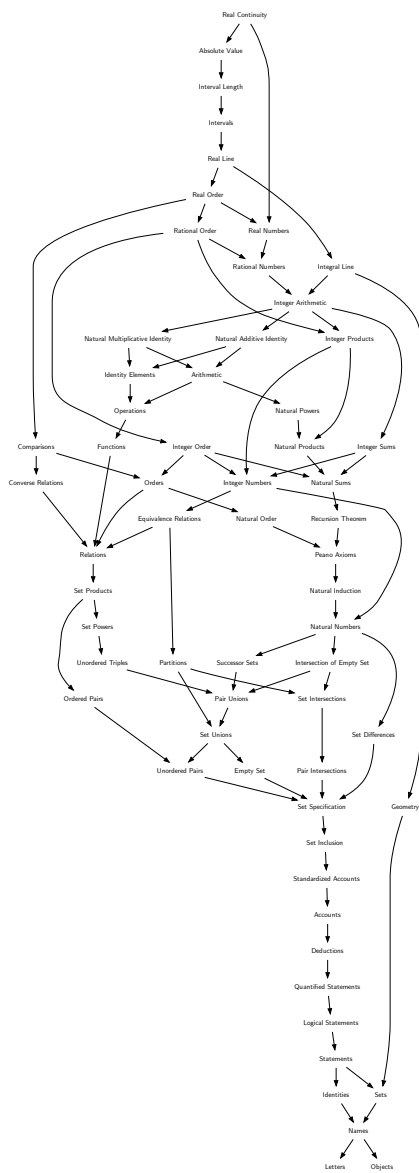 Real Continuity
Absolute Value
Interval Length
Intervals
Real Line
Real Order
Rational Order
Real Numbers
Rational Numbers
Integral Line
Integer Arithmetic
Natural Multiplicative Identity
Natural Additive Identity
Integer Products
Identity Elements
Arithmetic
Operations
Natural Powers
Comparisons
Functions
Integer Order
Natural Products
Integer Sums
Converse Relations
Orders
Integer Numbers
Natural Sums
Equivalence Relations
Natural Order
Recursion Theorem
Relations
Peano Axioms
Set Products
Natural Induction
Set Powers
Natural Numbers
Unordered Triples
Partitions
Successor Sets
Intersection of Empty Set
Ordered Pairs
Pair Unions
Set Intersections
Set Unions
Set Differences
Unordered Pairs
Empty Set
Pair Intersections
Set Specification
Geometry
Set Inclusion
Standardized Accounts
Accounts
Deductions
Quantified Statements
Logical Statements
Statements
Identities
Sets
Names
Letters
Objects